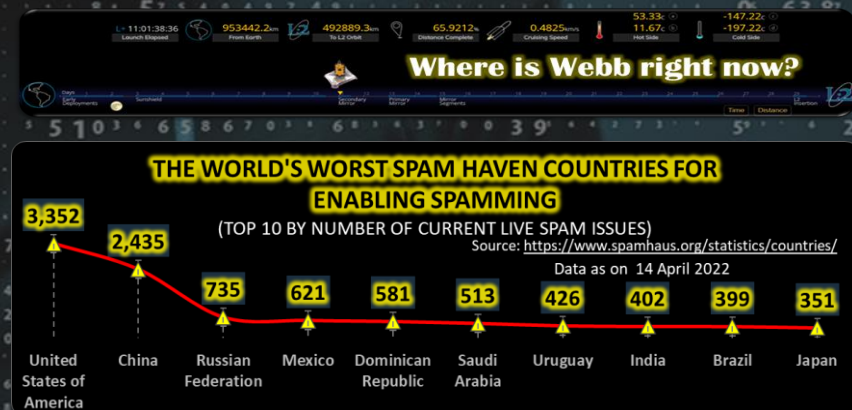 L+ 11:01:38:36 953442.2km 492889.3km 65.9212% 0.4825km/s 53.33c -147.22c
11.67c -197.22c
Launch Elapsed From Earth To L2 Orbit Distance Complete Cruising Speed Hot Side Cold Side
Where is Webb right now?
Days
Early Deployments
Sunshield
Secondary Mirror
Primary Mirror
Mirror Segments
Insertion
L2
Time Distance
THE WORLD'S WORST SPAM HAVEN COUNTRIES FOR
ENABLING SPAMMING
(TOP 10 BY NUMBER OF CURRENT LIVE SPAM ISSUES)
Source: https://www.spamhaus.org/statistics/countries/
Data as on 14 April 2022
3,352 2,435 735 621 581 513 426 402 399 351
United States of America
China
Russian Federation
Mexico
Dominican Republic
Saudi Arabia
Uruguay
India
Brazil
Japan